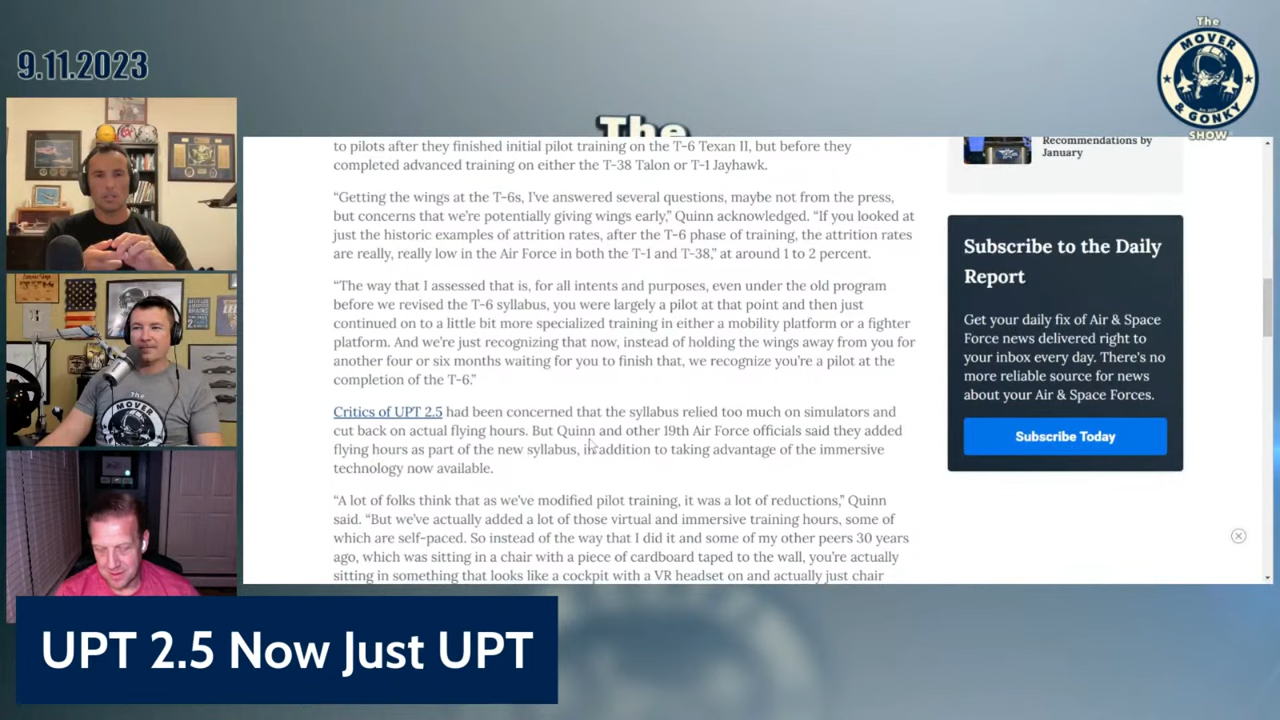 9.11.2023
The
MOVER
& GONKY
SHOW
The
to pilots after they finished initial pilot training on the T-6 Texan II, but before they
completed advanced training on either the T-38 Talon or T-1 Jayhawk.
“Getting the wings at the T-6s, I’ve answered several questions, maybe not from the press,
but concerns that we’re potentially giving wings early,” Quinn acknowledged. “If you looked at
just the historic examples of attrition rates, after the T-6 phase of training, the attrition rates
are really, really low in the Air Force in both the T-1 and T-38,” at around 1 to 2 percent.
“The way that I assessed that is, for all intents and purposes, even under the old program
before we revised the T-6 syllabus, you were largely a pilot at that point and then just
continued on to a little bit more specialized training in either a mobility platform or a fighter
platform. And we’re just recognizing that now, instead of holding the wings away from you for
another four or six months waiting for you to finish that, we recognize you’re a pilot at the
completion of the T-6.”
Critics of UPT 2.5 had been concerned that the syllabus relied too much on simulators and
cut back on actual flying hours. But Quinn and other 19th Air Force officials said they added
flying hours as part of the new syllabus, in addition to taking advantage of the immersive
technology now available.
“A lot of folks think that as we’ve modified pilot training, it was a lot of reductions,” Quinn
said. “But we’ve actually added a lot of those virtual and immersive training hours, some of
which are self-paced. So instead of the way that I did it and some of my other peers 30 years
ago, which was sitting in a chair with a piece of cardboard taped to the wall, you’re actually
sitting in something that looks like a cockpit with a VR headset on and actually just chair
Recommendations by
January
Subscribe to the Daily
Report
Get your daily fix of Air & Space
Force news delivered right to
your inbox every day. There's no
more reliable source for news
about your Air & Space Forces.
Subscribe Today
THE
MOVER
UPT 2.5 Now Just UPT